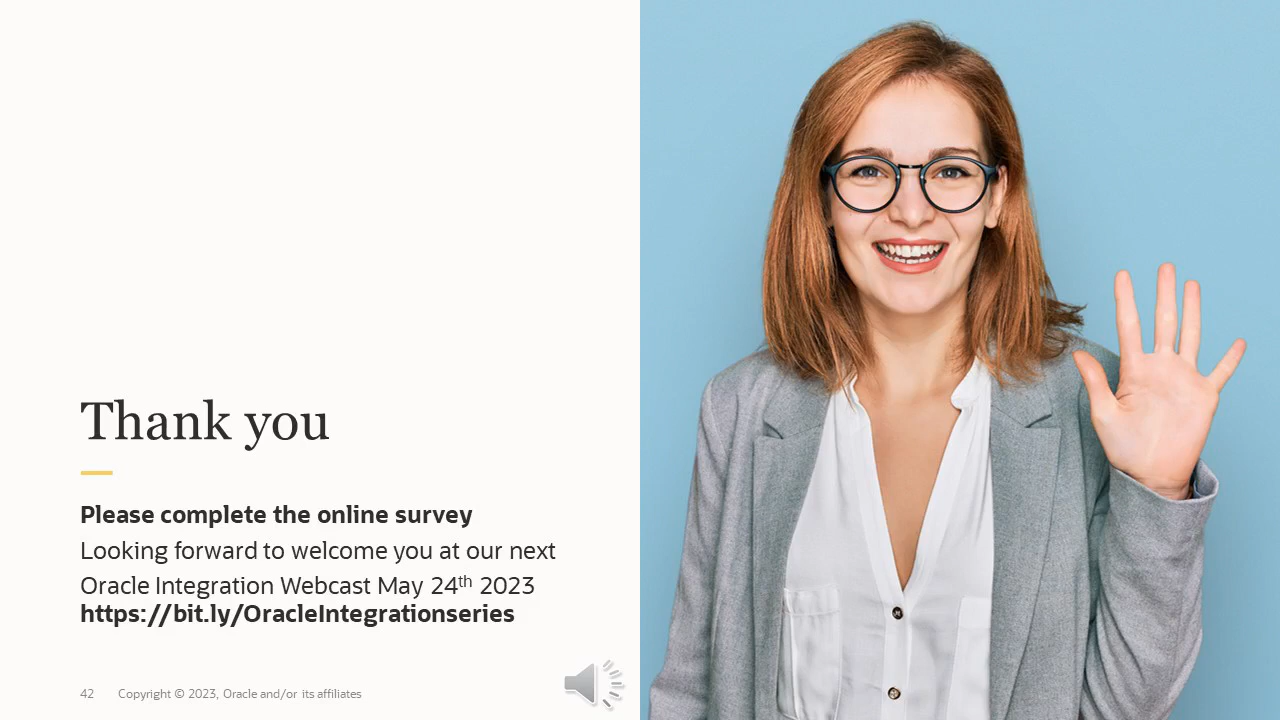 Thank you
Please complete the online survey
Looking forward to welcome you at our next
Oracle Integration Webcast May 24th 2023
https://bit.ly/OracleIntegrationseries
42 Copyright © 2023, Oracle and/or its affiliates